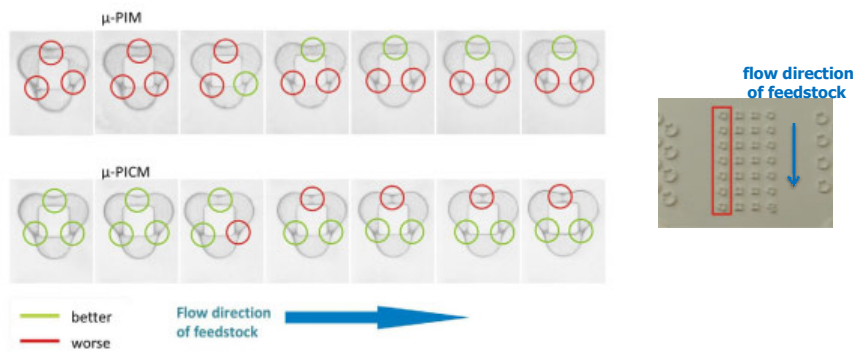 μ-PIM
flow direction
of feedstock
μ-PICM
better
worse
Flow direction
of feedstock